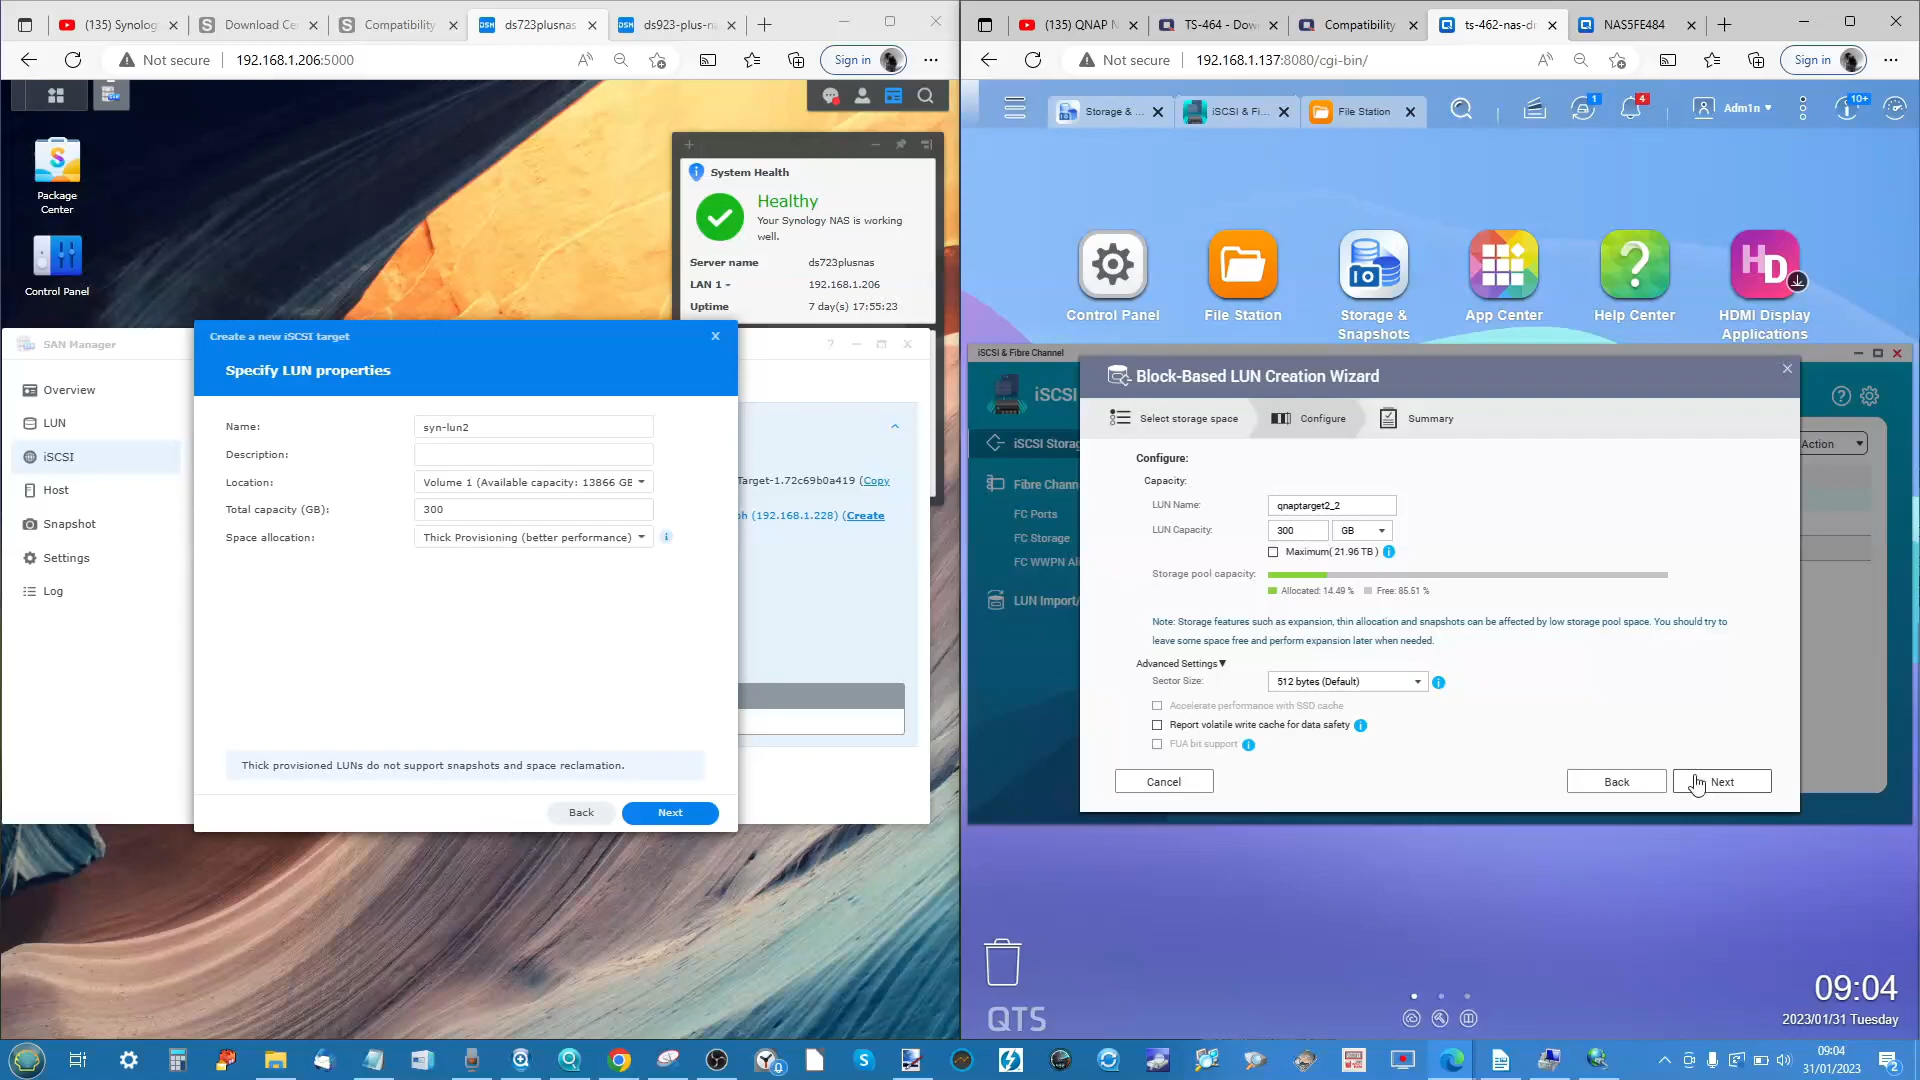 (135) Synolog
Download Ce
Compatibility
ds723plusnas
ds923-plus-na
Not secure
192.168.1.206:5000
Sign in
Package
Center
Control Panel
System Health
Healthy
Your Synology NAS is working
well.
Server name ds723plusnas
LAN 1 192.168.1.206
Uptime 7 day(s) 17:55:23
SAN Manager
Overview
LUN
iSCSI
Host
Snapshot
Settings
Log
Create a new iSCSI target
Specify LUN properties
Name: syn-lun2
Description:
Location: Volume 1 (Available capacity: 13866 GB
Total capacity (GB): 300
Space allocation: Thick Provisioning (better performance)
Thick provisioned LUNs do not support snapshots and space reclamation.
Back
Next
Target-1.72c69b0a419 (Copy
(192.168.1.228) (Create
(135) QNAP N
TS-464 - Dow
Compatibility
ts-462-nas-dr
NAS5FE484
Not secure
192.168.1.137:8080/cgi-bin/
Sign in
Storage & ...
iSCSI & Fi...
File Station
1
4
Adm1n
10+
Control Panel
File Station
Storage &
Snapshots
App Center
Help Center
HD
HDMI Display
Applications
iSCSI & Fibre Channel
iSCSI
iSCSI Storag
Fibre Chann
FC Ports
FC Storage
FC WWPN Ali
LUN Import/
Action
Block-Based LUN Creation Wizard
Select storage space
Configure
Summary
Configure:
Capacity:
LUN Name: qnaptarget2_2
LUN Capacity: 300 GB
Maximum( 21.96 TB )
Storage pool capacity:
Allocated: 14.49 % Free: 85.51 %
Note: Storage features such as expansion, thin allocation and snapshots can be affected by low storage pool space. You should try to
leave some space free and perform expansion later when needed.
Advanced Settings
Sector Size: 512 bytes (Default)
Accelerate performance with SSD cache
Report volatile write cache for data safety
FUA bit support
Cancel
Back
Next
QTS
09:04
2023/01/31 Tuesday
09:04
31/01/2023
2